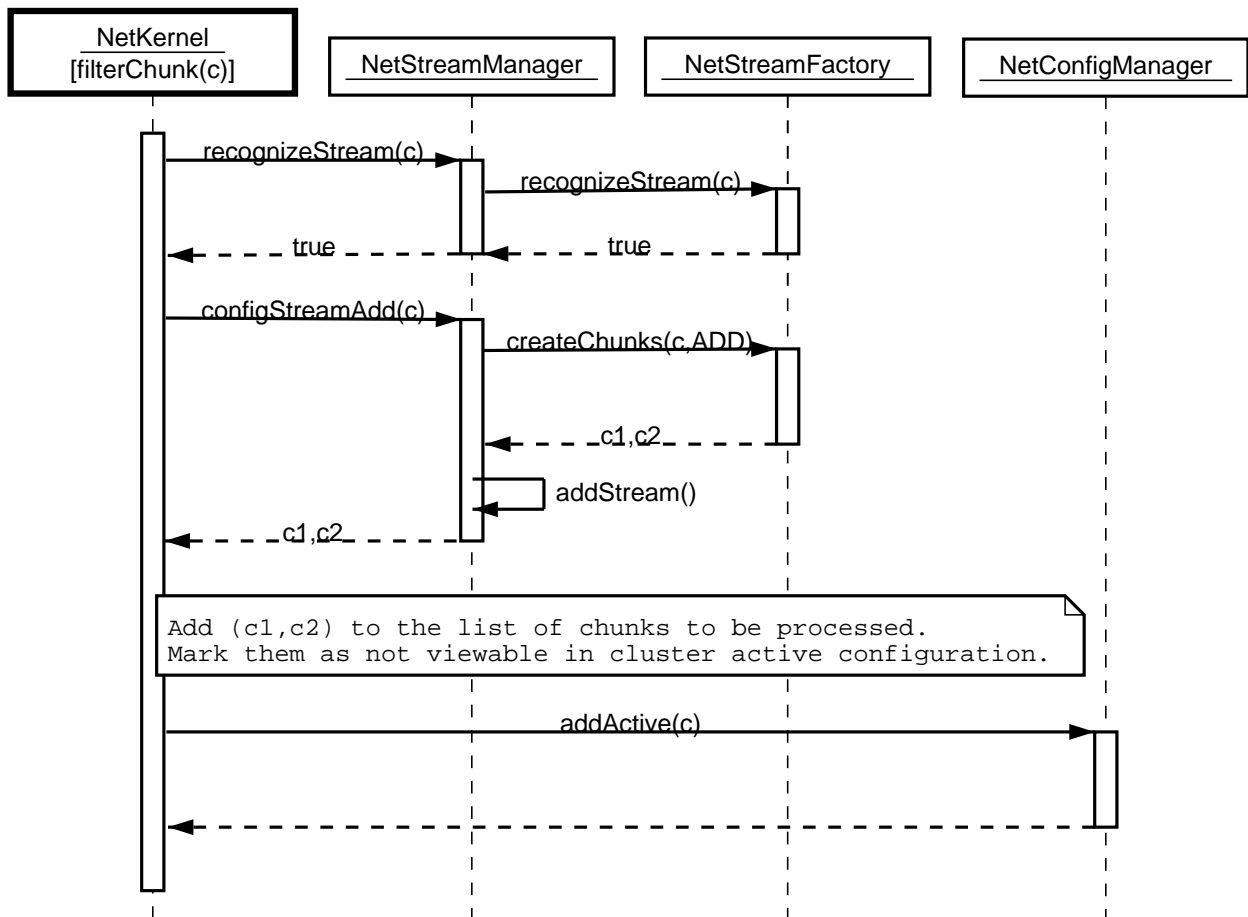 NetKernel
[filterChunk(c)]
NetStreamManager
NetStreamFactory
NetConfigManager
recognizeStream(c)
recognizeStream(c)
true
true
configStreamAdd(c)
createChunks(c,ADD)
c1,c2
addStream()
c1,c2
Add (c1,c2) to the list of chunks to be processed.
Mark them as not viewable in cluster active configuration.
addActive(c)